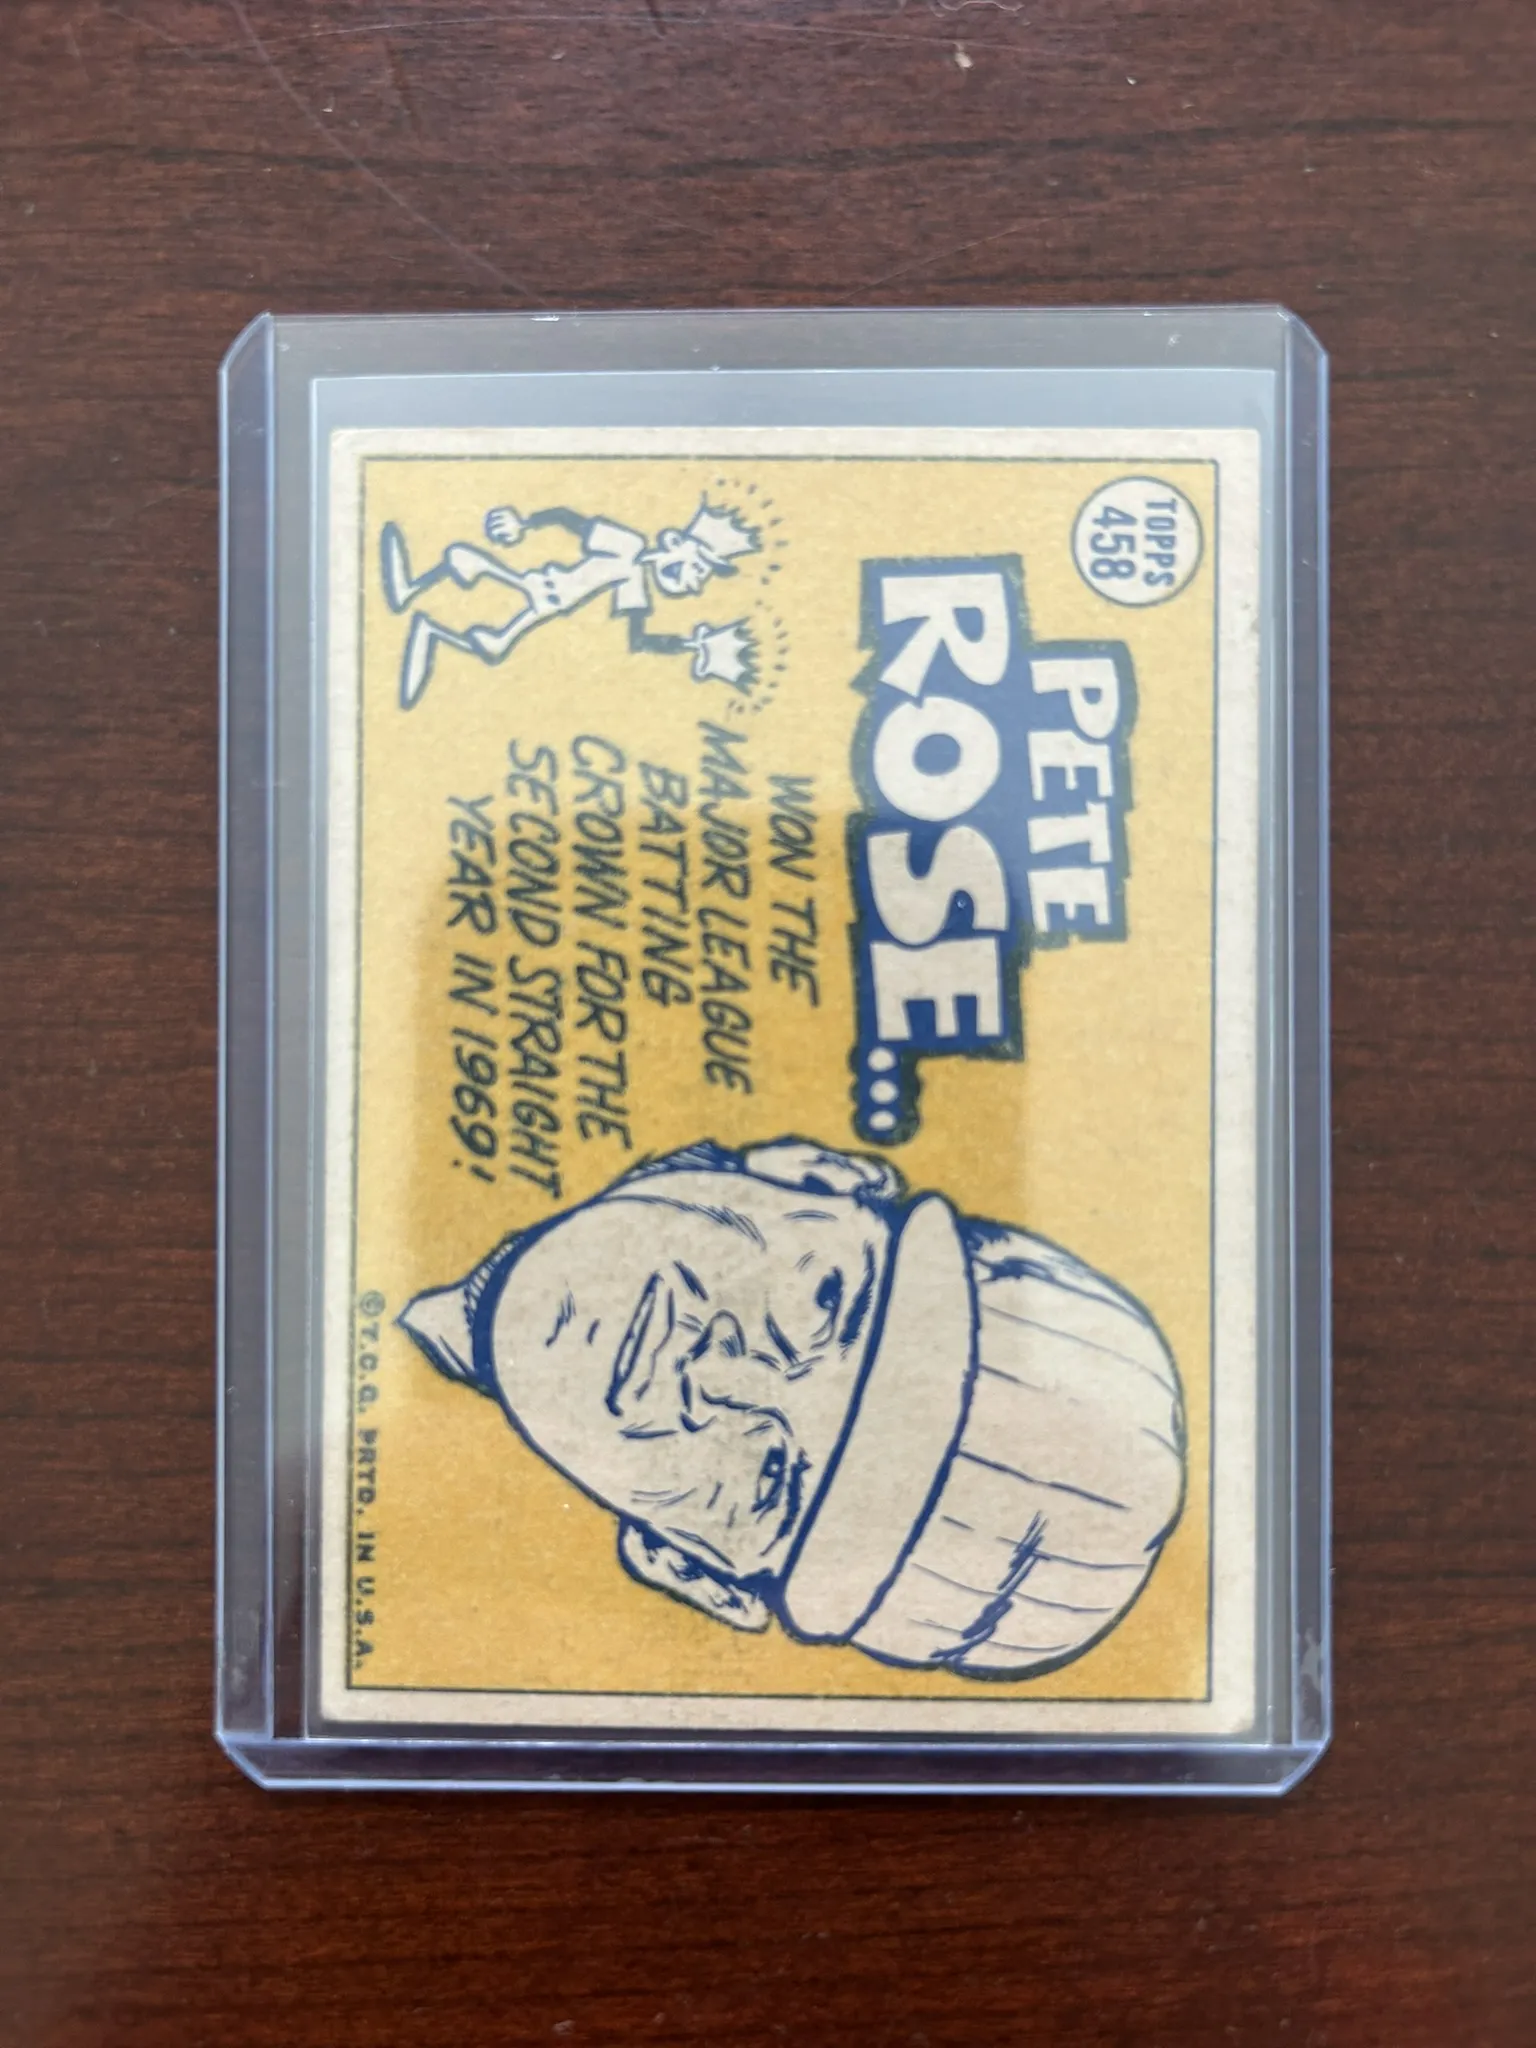 TOPPS
458
PETE
ROSE...
WON THE
MAJOR LEAGUE
BATTING
CROWN FOR THE
SECOND STRAIGHT
YEAR IN 1969!
© T.C.G. PRTD. IN U.S.A.